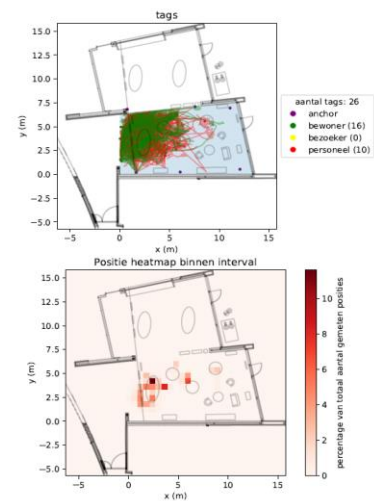 tags
15.0
12.5
10.0
7.5
5.0
2.5
0.0
−2.5
−5.0
y (m)
−5 0 5 10 15
x (m)
aantal tags: 26
anchor
bewoner (16)
bezoeker (0)
personeel (10)
Positie heatmap binnen interval
15.0
12.5
10.0
7.5
5.0
2.5
0.0
−2.5
−5.0
y (m)
−5 0 5 10 15
x (m)
10
8
6
4
2
0
percentage van totaal aantal gemeten posities